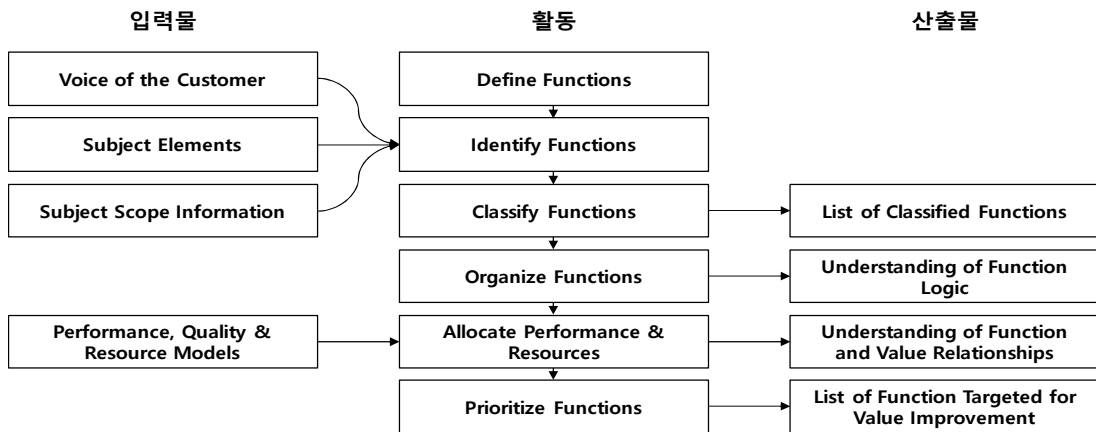 입력물
활동
산출물
Voice of the Customer
Define Functions
Subject Elements
Identify Functions
Subject Scope Information
Classify Functions
List of Classified Functions
Organize Functions
Understanding of Function
Logic
Performance, Quality &
Resource Models
Allocate Performance &
Resources
Understanding of Function
and Value Relationships
Prioritize Functions
List of Function Targeted for
Value Improvement